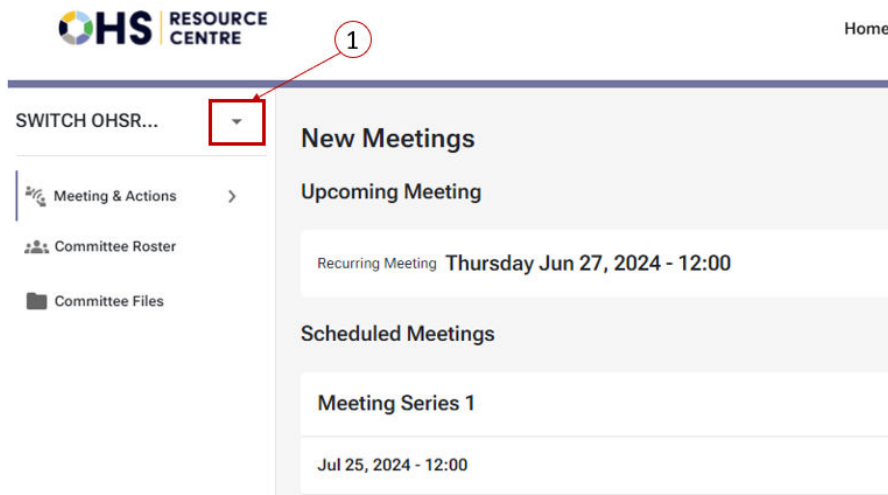 OHS RESOURCE CENTRE
1
Home
SWITCH OHSR...
Meeting & Actions
Committee Roster
Committee Files
New Meetings
Upcoming Meeting
Recurring Meeting Thursday Jun 27, 2024 - 12:00
Scheduled Meetings
Meeting Series 1
Jul 25, 2024 - 12:00